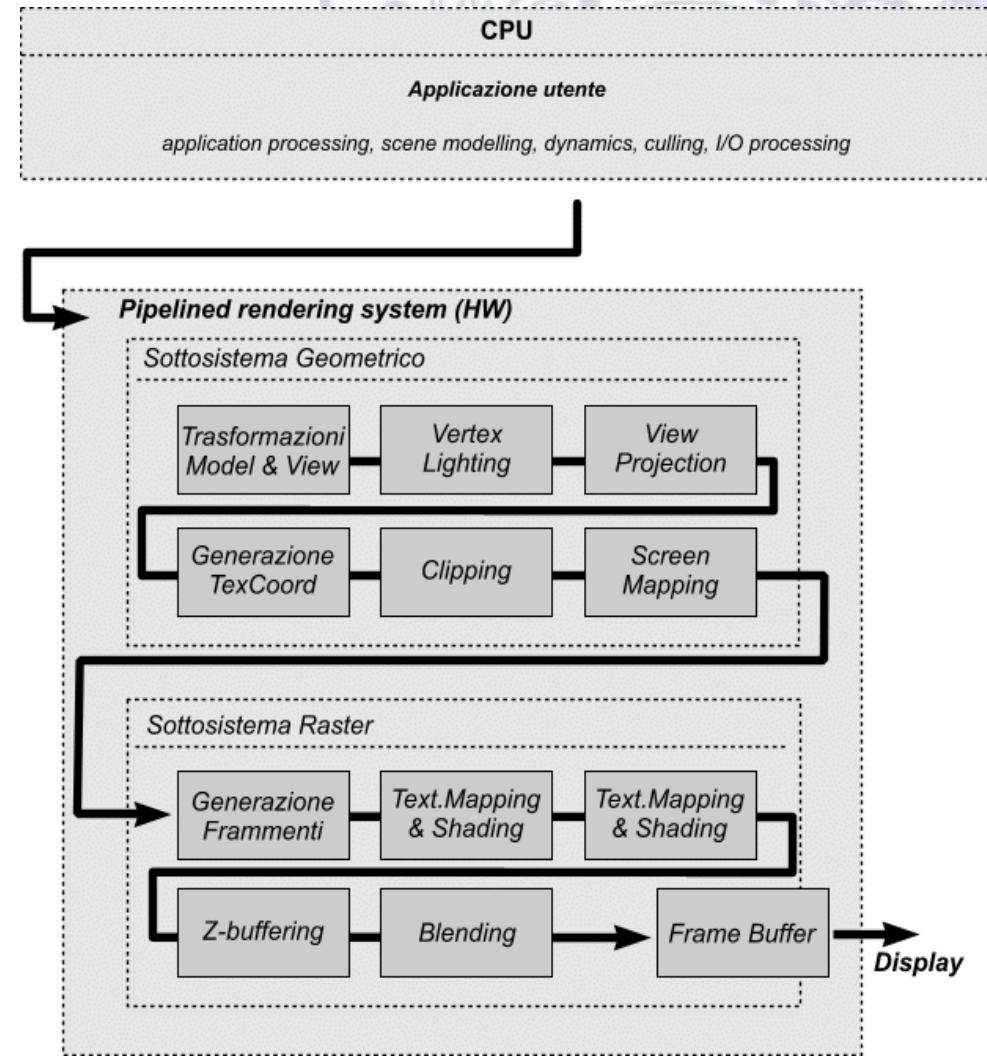 CPU
Applicazione utente
application processing, scene modelling, dynamics, culling, I/O processing
Pipelined rendering system (HW)
Sottosistema Geometrico
Trasformazioni
Model & View
Vertex
Lighting
View
Projection
Generazione
TexCoord
Clipping
Screen
Mapping
Sottosistema Raster
Generazione
Frammenti
Text.Mapping
& Shading
Text.Mapping
& Shading
Z-buffering
Blending
Frame Buffer
Display